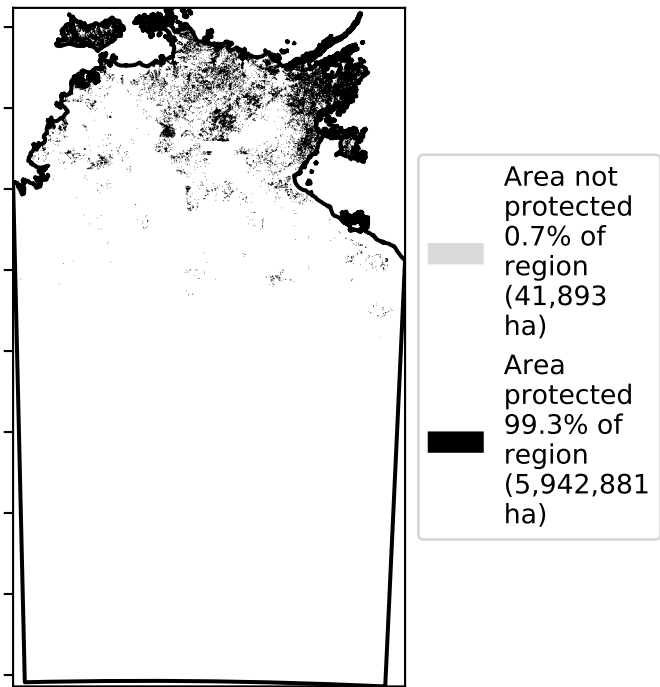 Area not
protected
0.7% of
region
(41,893
ha)
Area
protected
99.3% of
region
(5,942,881
ha)